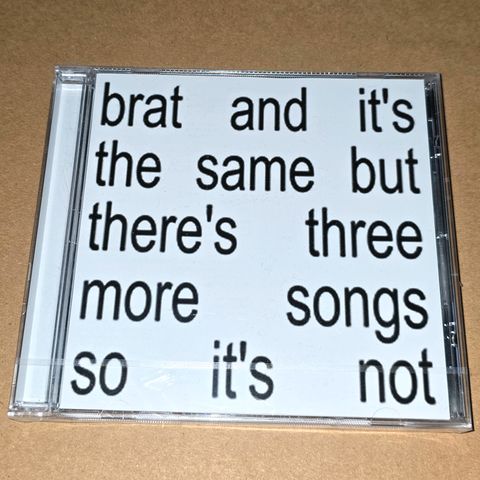 brat and it's
the same but
there's three
more songs
so it's not